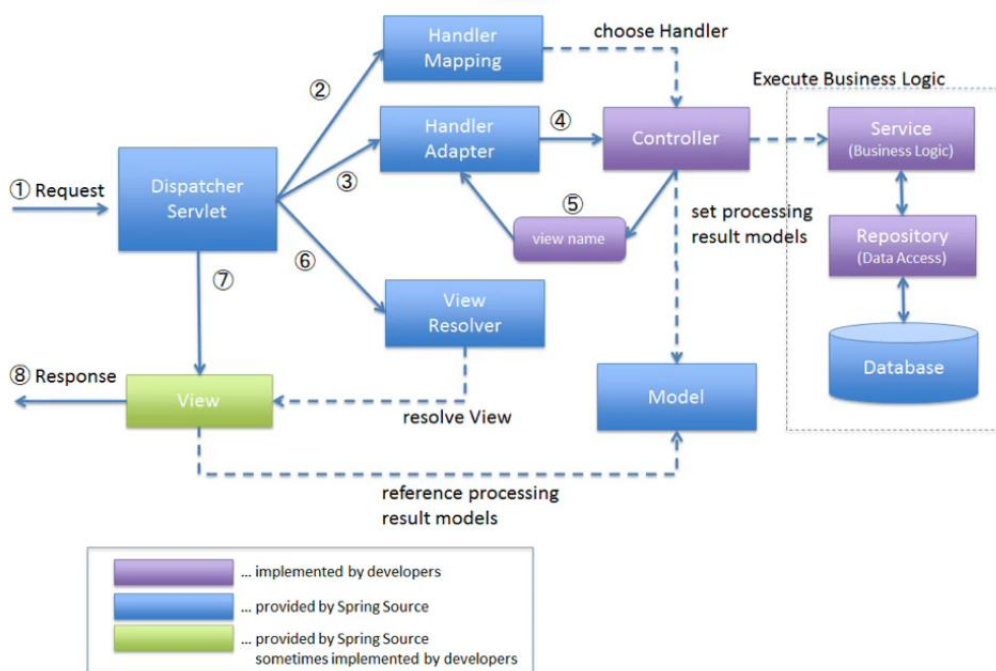 Handler
Mapping
choose Handler
②
Execute Business Logic
Handler
Adapter
④
Controller
Service
(Business Logic)
① Request
Dispatcher
Servlet
③
⑤
view name
set processing
result models
Repository
(Data Access)
⑥
⑦
View
Resolver
⑧ Response
View
resolve View
Model
Database
reference processing
result models
... implemented by developers
... provided by Spring Source
... provided by Spring Source
sometimes implemented by developers